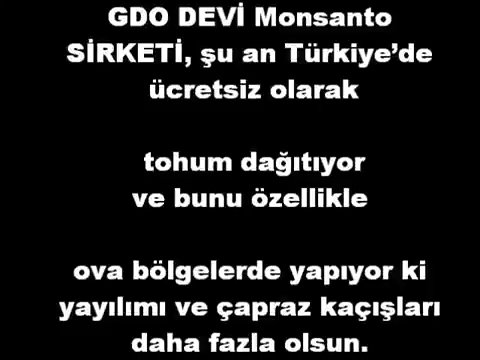 GDO DEVİ Monsanto
SİRKETİ, şu an Türkiye’de
ücretsiz olarak
tohum dağıtıyor
ve bunu özellikle
ova bölgelerde yapıyor ki
yayılımı ve çapraz kaçışları
daha fazla olsun.